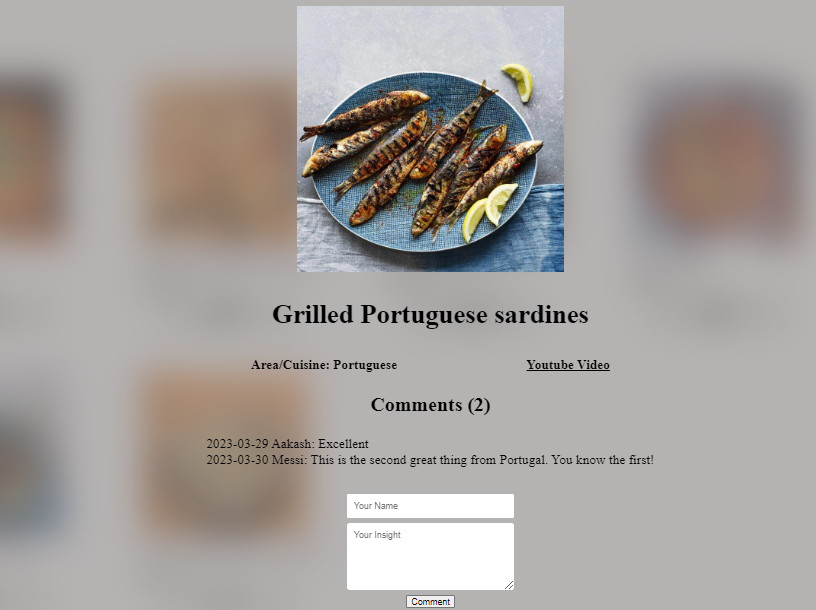 Grilled Portuguese sardines
Area/Cuisine: Portuguese
Youtube Video
Comments (2)
2023-03-29 Aakash: Excellent
2023-03-30 Messi: This is the second great thing from Portugal. You know the first!
Your Name
Your Insight
Comment